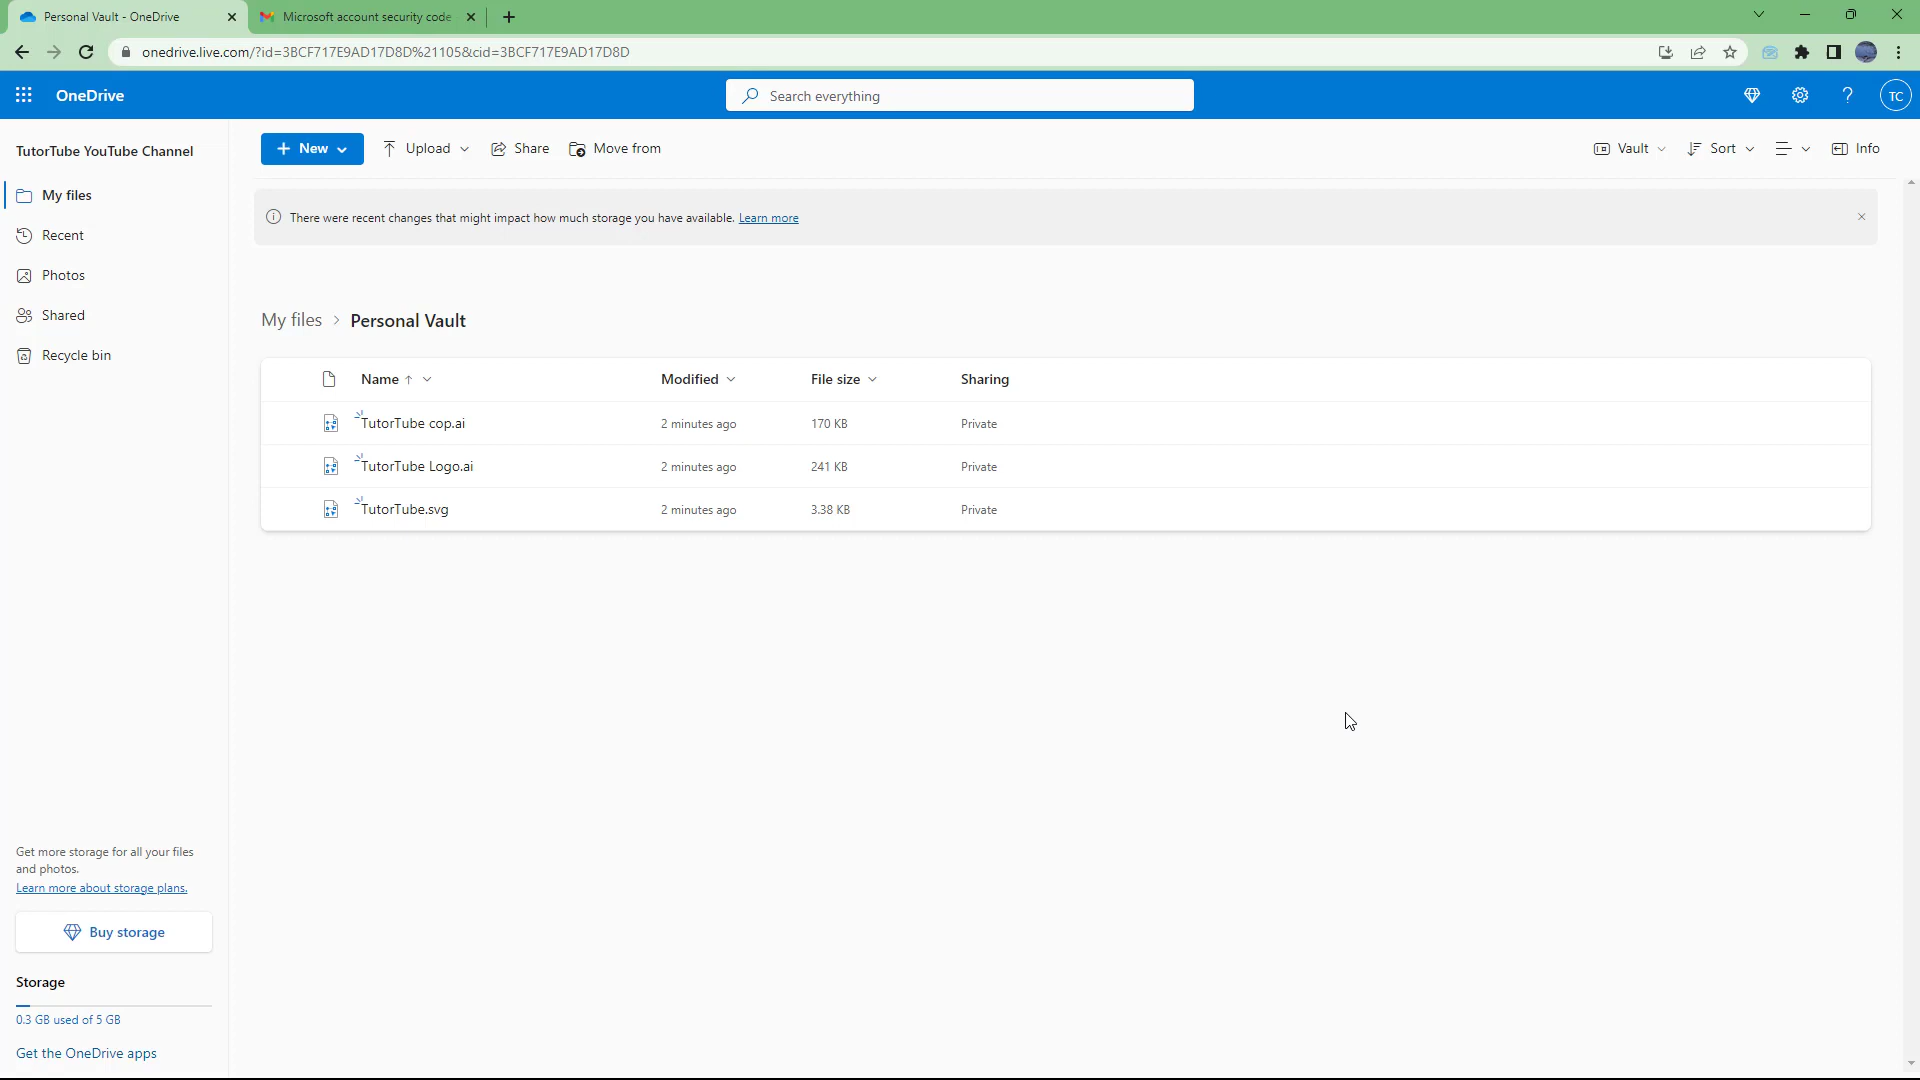 Personal Vault - OneDrive
Microsoft account security code
onedrive.live.com/?id=3BCF717E9AD17D8D%21105&cid=3BCF717E9AD17D8D
OneDrive
Search everything
TC
TutorTube YouTube Channel
New
Upload
Share
Move from
Vault
Sort
Info
My files
Recent
Photos
Shared
Recycle bin
There were recent changes that might impact how much storage you have available. Learn more
My files > Personal Vault
Name Modified File size Sharing
TutorTube cop.ai 2 minutes ago 170 KB Private
TutorTube Logo.ai 2 minutes ago 241 KB Private
TutorTube.svg 2 minutes ago 3.38 KB Private
Get more storage for all your files
and photos.
Learn more about storage plans.
Buy storage
Storage
0.3 GB used of 5 GB
Get the OneDrive apps